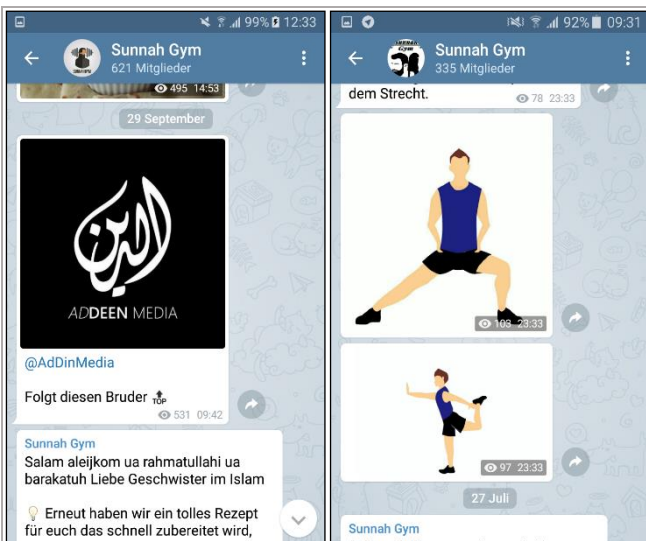 99% 12:33
Sunnah Gym
621 Mitglieder
495 14:53
29 September
الدين
ADDEEN MEDIA
@AdDinMedia
Folgt diesen Bruder 🔝
531 09:42
Sunnah Gym
Salam aleijkom ua rahmatullahi ua
barakatuh Liebe Geschwister im Islam
💡 Erneut haben wir ein tolles Rezept
für euch das schnell zubereitet wird,
92% 09:31
Sunnah Gym
335 Mitglieder
dem Strecht.
78 23:33
103 23:33
97 23:33
27 Juli
Sunnah Gym